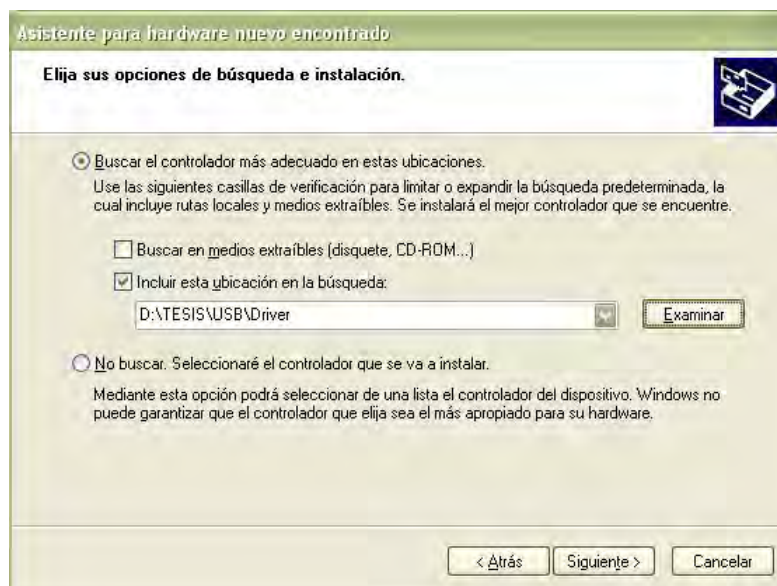 Asistente para hardware nuevo encontrado
Elija sus opciones de búsqueda e instalación.
Buscar el controlador más adecuado en estas ubicaciones.
Use las siguientes casillas de verificación para limitar o expandir la búsqueda predeterminada, la
cual incluye rutas locales y medios extraíbles. Se instalará el mejor controlador que se encuentre.
Buscar en medios extraíbles (disquete, CD-ROM...)
Incluir esta ubicación en la búsqueda:
D:\TESIS\USB\Driver
Examinar
No buscar. Seleccionaré el controlador que se va a instalar.
Mediante esta opción podrá seleccionar de una lista el controlador del dispositivo. Windows no
puede garantizar que el controlador que elija sea el más apropiado para su hardware.
< Atrás Siguiente > Cancelar